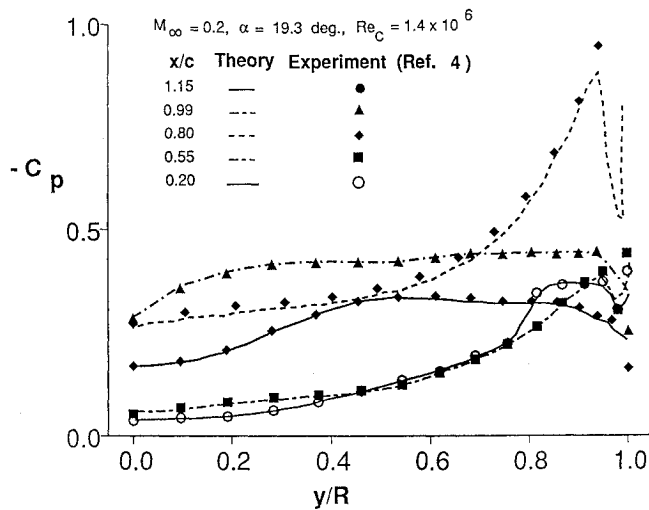 1.0
M∞ = 0.2, α = 19.3 deg., Re_C = 1.4 x 10^6
x/c Theory Experiment (Ref. 4)
1.15
0.99
0.80
0.55
0.20
- C_p
0.5
0.0
0.0 0.2 0.4 0.6 0.8 1.0
y/R